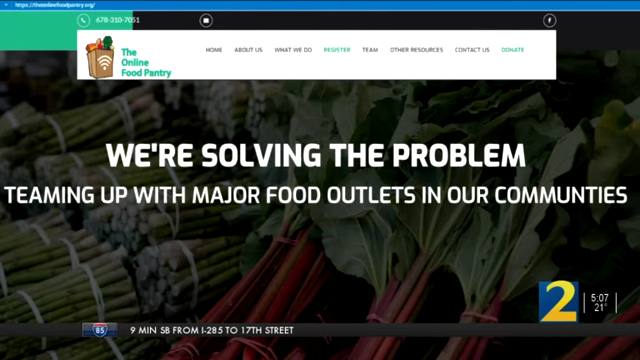 https://theonlinefoodpantry.org/
678-310-7051
The
Online
Food Pantry
HOME ABOUT US WHAT WE DO REGISTER TEAM OTHER RESOURCES CONTACT US DONATE
WE'RE SOLVING THE PROBLEM
TEAMING UP WITH MAJOR FOOD OUTLETS IN OUR COMMUNTIES
2
5:07
21°
85
9 MIN SB FROM I-285 TO 17TH STREET